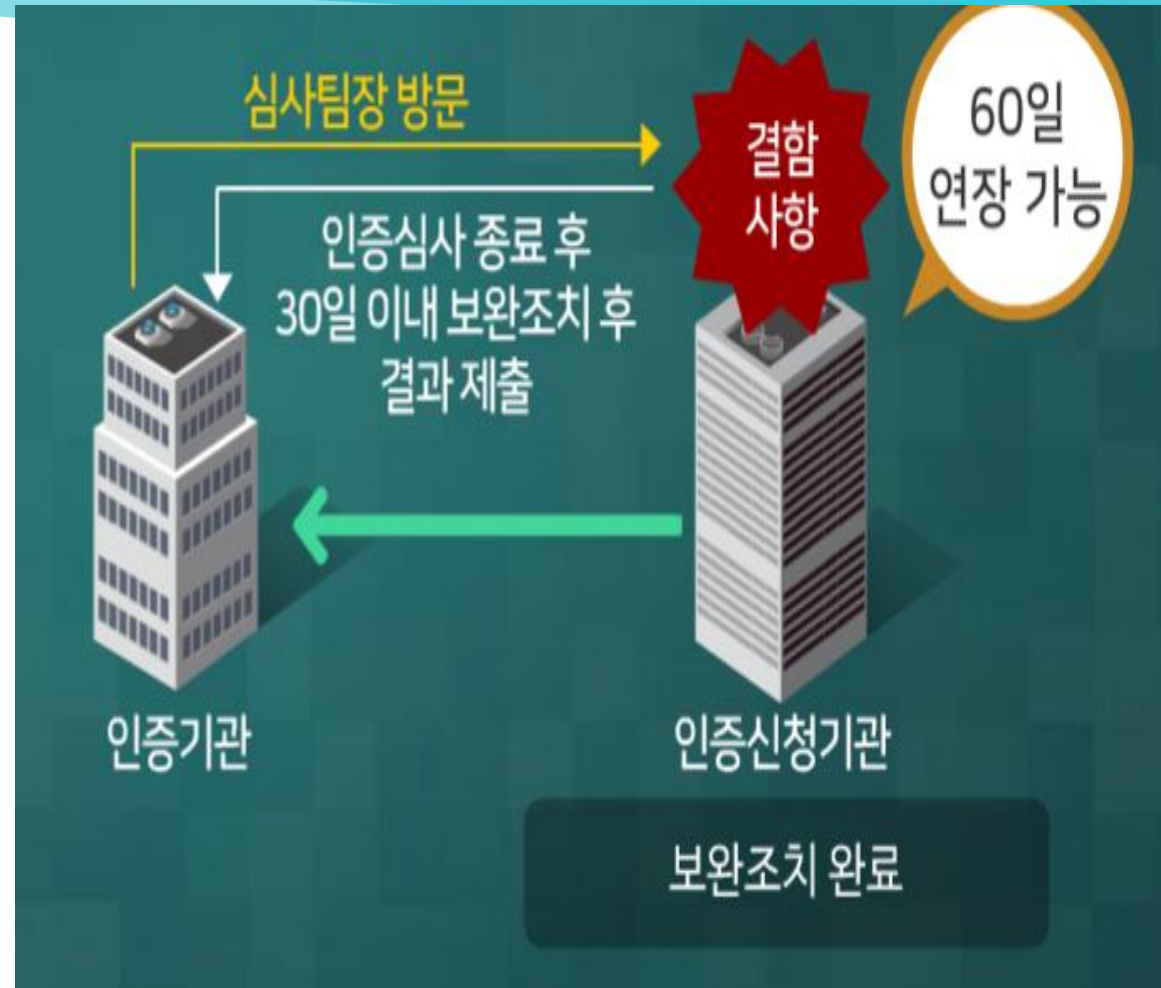 심사팀장 방문
결함
사항
60일
연장 가능
인증심사 종료 후
30일 이내 보완조치 후
결과 제출
인증기관
인증신청기관
보완조치 완료